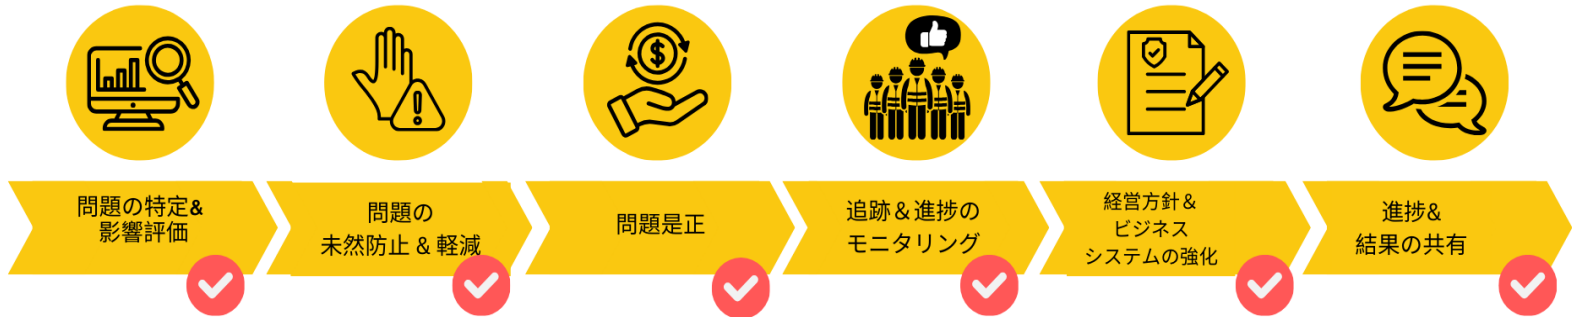 問題の特定&
影響評価
問題の
未然防止 & 軽減
問題是正
追跡＆進捗の
モニタリング
経営方針＆
ビジネス
システムの強化
進捗&
結果の共有